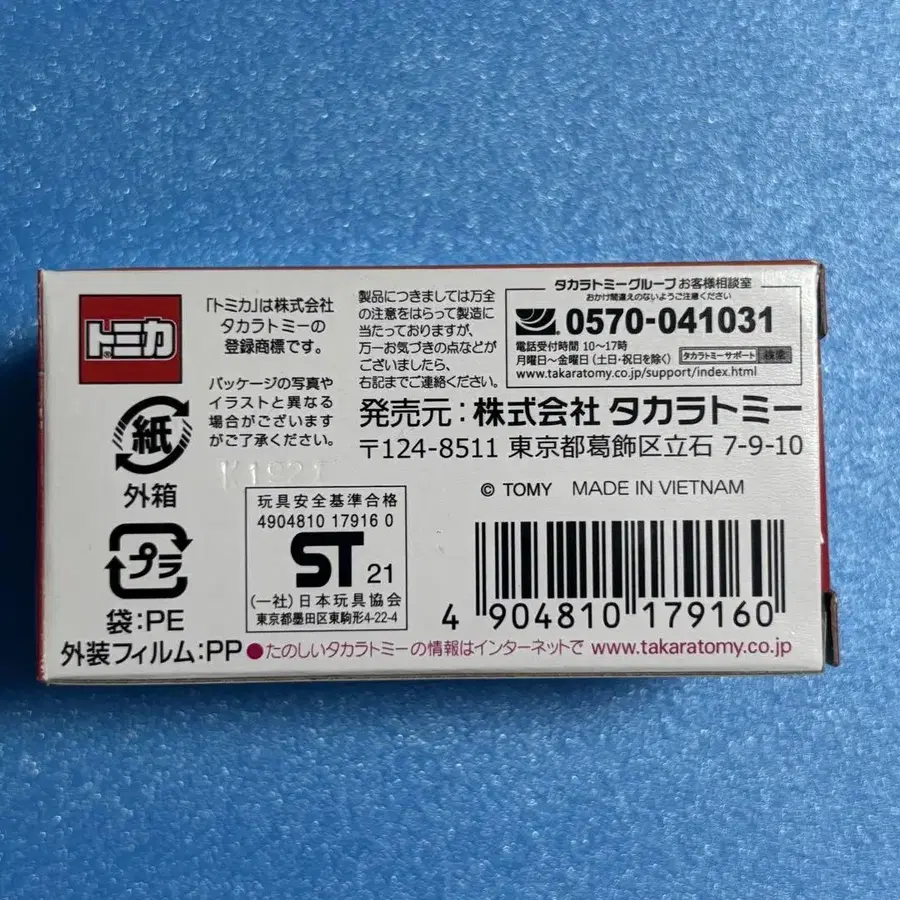 トミカ®
「トミカ」は株式会社
タカラトミーの
登録商標です。
パッケージの写真や
イラストと異なる
場合がございます
がご了承ください。
製品につきましては万全
の注意をはらって製造に
当たっておりますが、
万一お気づきの点などが
ございましたら、
右記までご連絡ください。
タカラトミーグループお客様相談室
おかけ間違えのないようご注意ください
0570-041031
電話受付時間 10〜17時
月曜日〜金曜日(土日・祝日を除く)
タカラトミーサポート 検索
www.takaratomy.co.jp/support/index.html
発売元:株式会社 タカラトミー
〒124-8511 東京都葛飾区立石 7-9-10
© TOMY MADE IN VIETNAM
紙
外箱
プラ
袋:PE
外装フィルム:PP
K1921
玩具安全基準合格
4904810 17916 0
ST 21
(一社)日本玩具協会
東京都墨田区東駒形4-22-4
4 904810 179160
●たのしいタカラトミーの情報はインターネットで www.takaratomy.co.jp